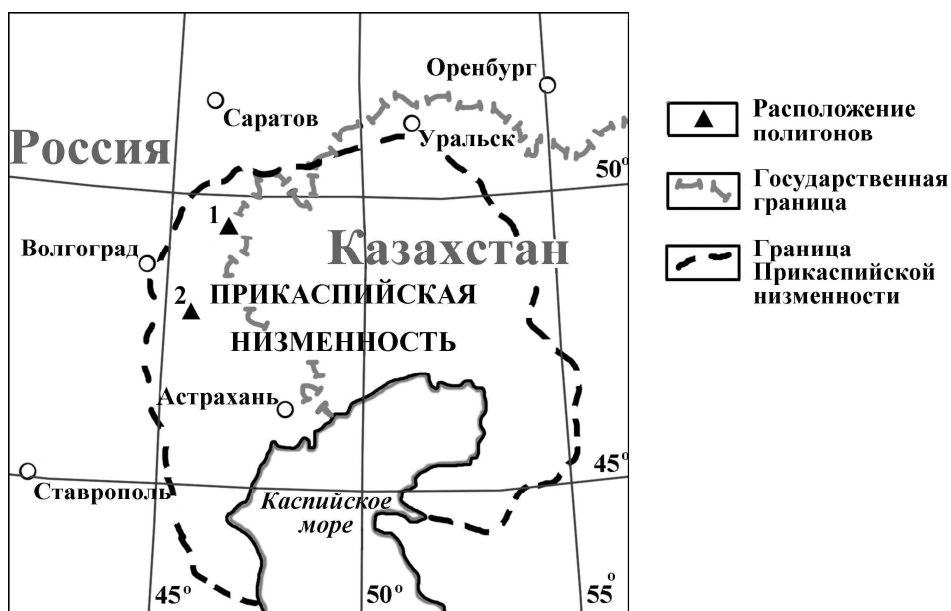 Оренбург
Саратов
Уральск
Россия
50°
1
Казахстан
Волгоград
2
ПРИКАСПИЙСКАЯ
НИЗМЕННОСТЬ
Астрахань
45°
Ставрополь
Каспийское
море
45°
50°
55°
Расположение
полигонов
Государственная
граница
Граница
Прикаспийской
низменности